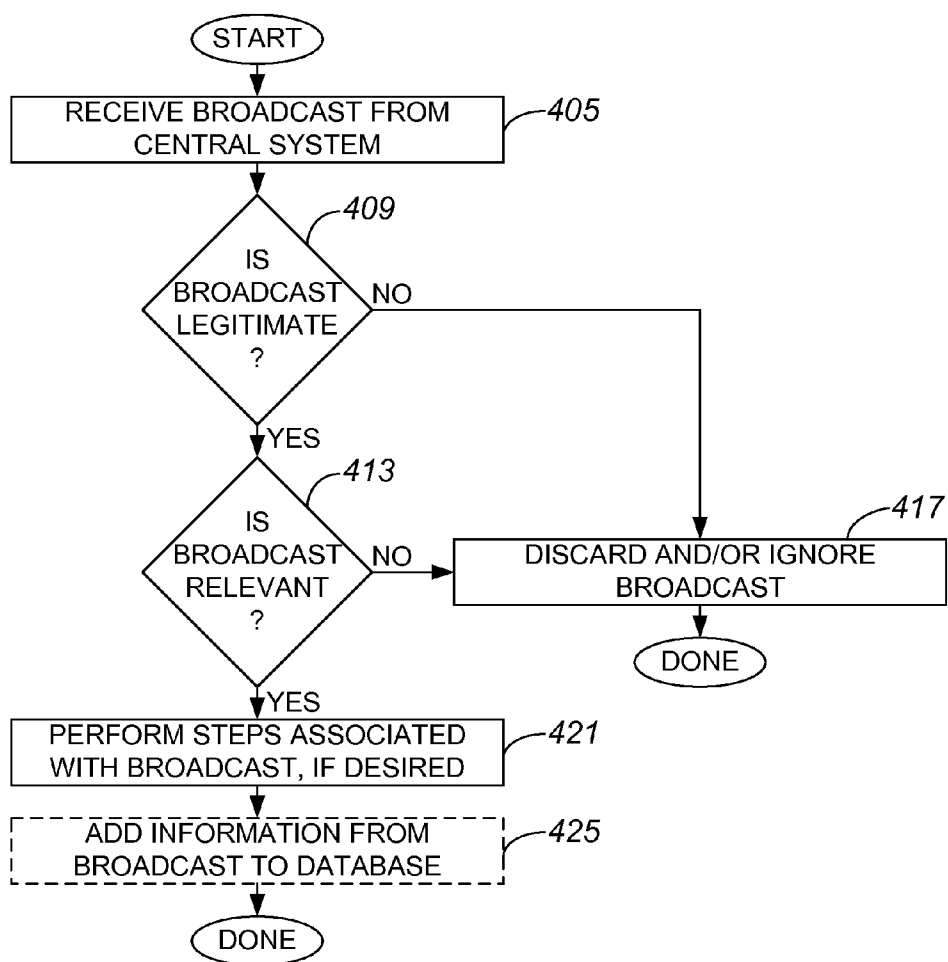 START
RECEIVE BROADCAST FROM
CENTRAL SYSTEM
405
409
IS
BROADCAST
LEGITIMATE
?
NO
YES
413
IS
BROADCAST
RELEVANT
?
NO
417
DISCARD AND/OR IGNORE
BROADCAST
DONE
YES
PERFORM STEPS ASSOCIATED
WITH BROADCAST, IF DESIRED
421
ADD INFORMATION FROM
BROADCAST TO DATABASE
425
DONE